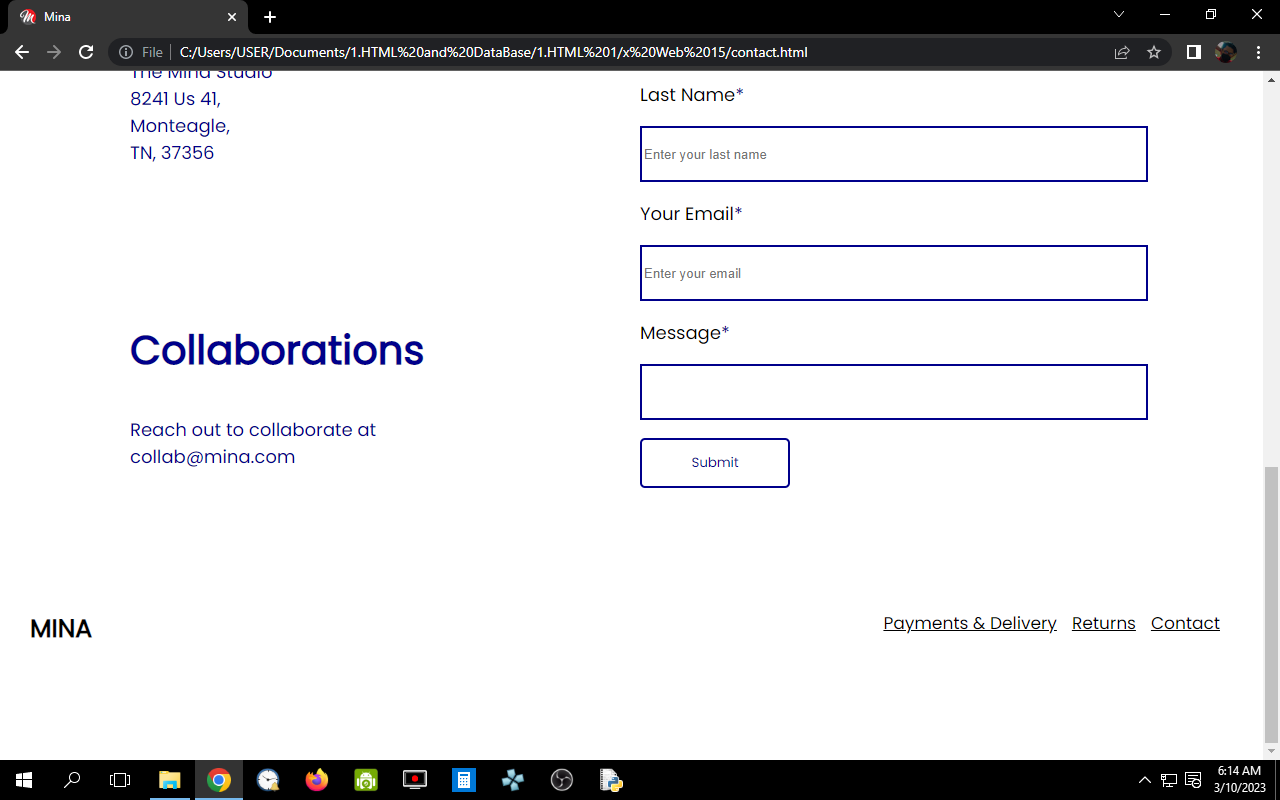 Mina
File
C:/Users/USER/Documents/1.HTML%20and%20DataBase/1.HTML%201/x%20Web%2015/contact.html
The Mina Studio
8241 Us 41,
Monteagle,
TN, 37356
Collaborations
Reach out to collaborate at
collab@mina.com
Last Name*
Enter your last name
Your Email*
Enter your email
Message*
Submit
MINA
Payments & Delivery Returns Contact
6:14 AM
3/10/2023